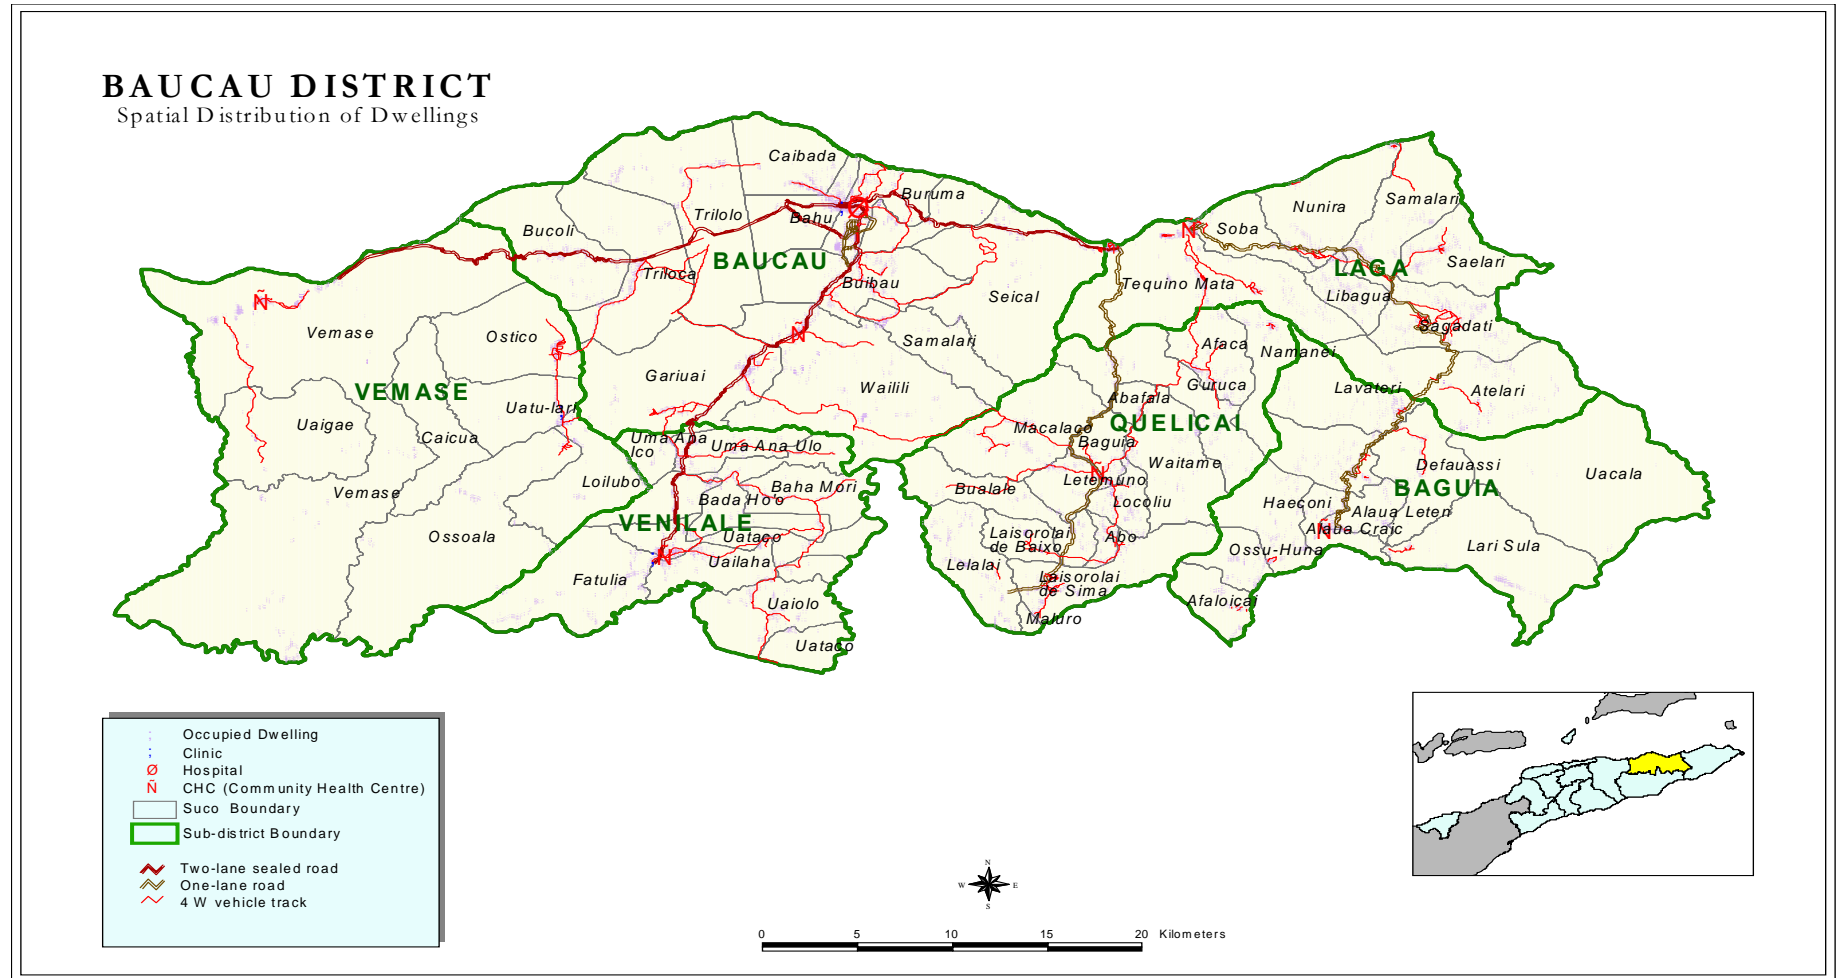 BAUCAU DISTRICT
Spatial Distribution of Dwellings
Caibada
Buruma
Trilolo
Bahu
Bucoli
BAUCAU
Triloca
Buibau
Seical
Samalari
Gariuai
Wailili
Nunira
Samalari
Soba
LAGA
Saelari
Tequino Mata
Libagua
Sagadati
Atelari
Ñ
Vemase
Ostico
VEMASE
Uatu-lari
Uaigae
Caicua
Vemase
Loilubo
Ossoala
Ñ
Ñ
Afaca
Namanei
Guruca
Lavateri
Abafala
QUELICAI
Macalaco
Baguia
Waitame
Ñ
Letemuno
Bualale
Locoliu
Laisorolai
de Baixo
Abo
Lelalai
Laisorolai
de Sima
Maluro
Uma Ana
Ico
Uma Ana Ulo
Baha Mori
Bada Ho'o
VENILALE
Uataco
Ñ
Uailaha
Fatulia
Uaiolo
Uataco
Defauassi
Uacala
BAGUIA
Haeconi
Alaua Leten
Ñ
Alaua Craic
Ossu-Huna
Lari Sula
Afaloicai
Occupied Dwelling
Clinic
Ø Hospital
Ñ CHC (Community Health Centre)
Suco Boundary
Sub-district Boundary
Two-lane sealed road
One-lane road
4 W vehicle track
N
W E
S
0 5 10 15 20 Kilometers